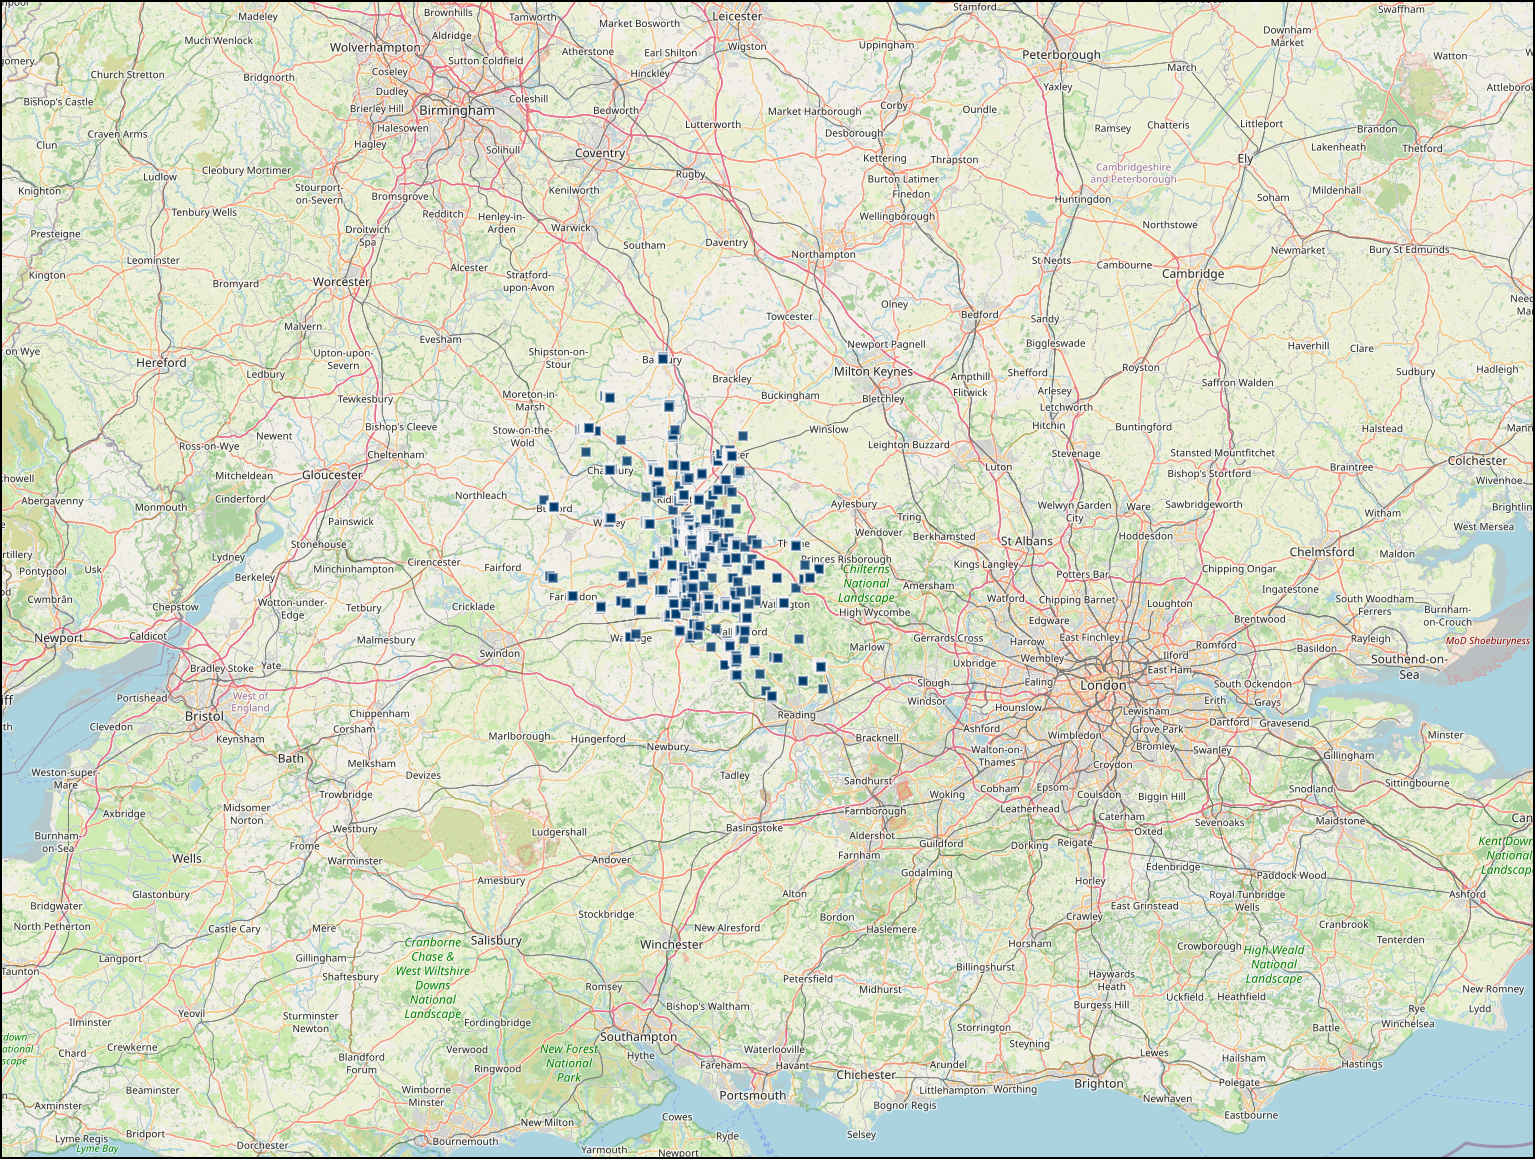 Madeley
Brownhills
Tamworth
Market Bosworth
Leicester
Stamford
Swaffham
Much Wenlock
Wolverhampton
Aldridge
Atherstone
Earl Shilton
Wigston
Uppingham
Peterborough
Downham
Market
Watton
Church Stretton
Bridgnorth
Coseley
Sutton Coldfield
Hinckley
March
Bishop's Castle
Dudley
Coleshill
Yaxley
Brierley Hill
Birmingham
Bedworth
Market Harborough
Corby
Oundle
Craven Arms
Halesowen
Lutterworth
Desborough
Ramsey
Chatteris
Littleport
Brandon
Clun
Hagley
Solihull
Coventry
Kettering
Thrapston
Ely
Lakenheath
Thetford
Ludlow
Cleobury Mortimer
Rugby
Burton Latimer
Cambridgeshire
and Peterborough
Knighton
Stourport-
on-Severn
Bromsgrove
Kenilworth
Finedon
Huntingdon
Soham
Mildenhall
Tenbury Wells
Redditch
Henley-in-
Arden
Warwick
Wellingborough
Northstowe
Presteigne
Droitwich
Spa
Southam
Daventry
Northampton
Newmarket
Bury St Edmunds
Kington
Leominster
Alcester
Stratford-
upon-Avon
St Neots
Cambourne
Cambridge
Bromyard
Worcester
Olney
Bedford
Sandy
Malvern
Evesham
Towcester
Newport Pagnell
Biggleswade
Haverhill
Clare
on Wye
Hereford
Upton-upon-
Severn
Shipston-on-
Stour
Milton Keynes
Royston
Sudbury
Hadleigh
Ledbury
Brackley
Ampthill
Shefford
Saffron Walden
Tewkesbury
Moreton-in-
Marsh
Buckingham
Bletchley
Flitwick
Arlesey
Letchworth
Newent
Bishop's Cleeve
Stow-on-the-
Wold
Winslow
Leighton Buzzard
Hitchin
Buntingford
Ross-on-Wye
Cheltenham
Stevenage
Stansted Mountfitchet
Colchester
Mitcheldean
Gloucester
Luton
Bishop's Stortford
Braintree
Wivenhoe
Abergavenny
Cinderford
Northleach
Aylesbury
Welwyn Garden
City
Ware
Sawbridgeworth
Monmouth
Painswick
Tring
Hoddesdon
West Mersea
Stonehouse
Wendover
Berkhamsted
St Albans
Chelmsford
Maldon
Lydney
Cirencester
Fairford
Princes Risborough
Kings Langley
Pontypool
Usk
Minchinhampton
Chilterns
National
Landscape
Amersham
Potters Bar
Ingatestone
Berkeley
Watford
Chipping Barnet
Loughton
Cwmbrân
Chepstow
Wotton-under-
Edge
Tetbury
Cricklade
High Wycombe
Edgware
Brentwood
South Woodham
Ferrers
Burnham-
on-Crouch
Newport
Caldicot
Malmesbury
Gerrards Cross
Harrow
East Finchley
Romford
Rayleigh
MoD Shoeburyness
Bradley Stoke
Yate
Swindon
Marlow
Uxbridge
Wembley
Ilford
Basildon
Southend-on-
Sea
Portishead
West of
England
Slough
Ealing
London
East Ham
South Ockendon
Grays
Bristol
Chippenham
Windsor
Hounslow
Lewisham
Erith
Clevedon
Keynsham
Corsham
Marlborough
Hungerford
Newbury
Reading
Bracknell
Ashford
Wimbledon
Grove Park
Dartford
Gravesend
Minster
Bath
Melksham
Devizes
Walton-on-
Thames
Bromley
Swanley
Gillingham
Weston-super-
Mare
Trowbridge
Tadley
Sandhurst
Woking
Cobham
Epsom
Croydon
Coulsdon
Biggin Hill
Snodland
Sittingbourne
Axbridge
Midsomer
Norton
Westbury
Ludgershall
Basingstoke
Farnborough
Leatherhead
Caterham
Sevenoaks
Maidstone
Burnham-
on-Sea
Frome
Warminster
Andover
Aldershot
Guildford
Dorking
Reigate
Oxted
Wells
Farnham
Edenbridge
Paddock Wood
Glastonbury
Amesbury
Alton
Godalming
Horley
Royal Tunbridge
Wells
Ashford
Bridgwater
Stockbridge
Bordon
East Grinstead
North Petherton
Castle Cary
Mere
New Alresford
Haslemere
Crawley
Cranbrook
Tenterden
Salisbury
Winchester
Horsham
Crowborough
High Weald
National
Landscape
Cranborne
Chase &
West Wiltshire
Downs
National
Landscape
Langport
Gillingham
Shaftesbury
Taunton
Romsey
Petersfield
Midhurst
Billingshurst
Haywards
Heath
Uckfield
Heathfield
New Romney
Lydd
Yeovil
Bishop's Waltham
Burgess Hill
Rye
Winchelsea
Ilminster
Sturminster
Newton
Fordingbridge
Southampton
Storrington
Battle
Chard
Crewkerne
Blandford
Forum
Verwood
New Forest
National
Park
Hythe
Waterlooville
Steyning
Lewes
Hailsham
Hastings
Ringwood
Fareham
Havant
Chichester
Arundel
Beaminster
Wimborne
Minster
Portsmouth
Littlehampton
Worthing
Brighton
Polegate
Newhaven
Axminster
Bognor Regis
Eastbourne
Bridport
New Milton
Cowes
Selsey
Lyme Regis
Lyme Bay
Dorchester
Bournemouth
Yarmouth
Ryde
Newport